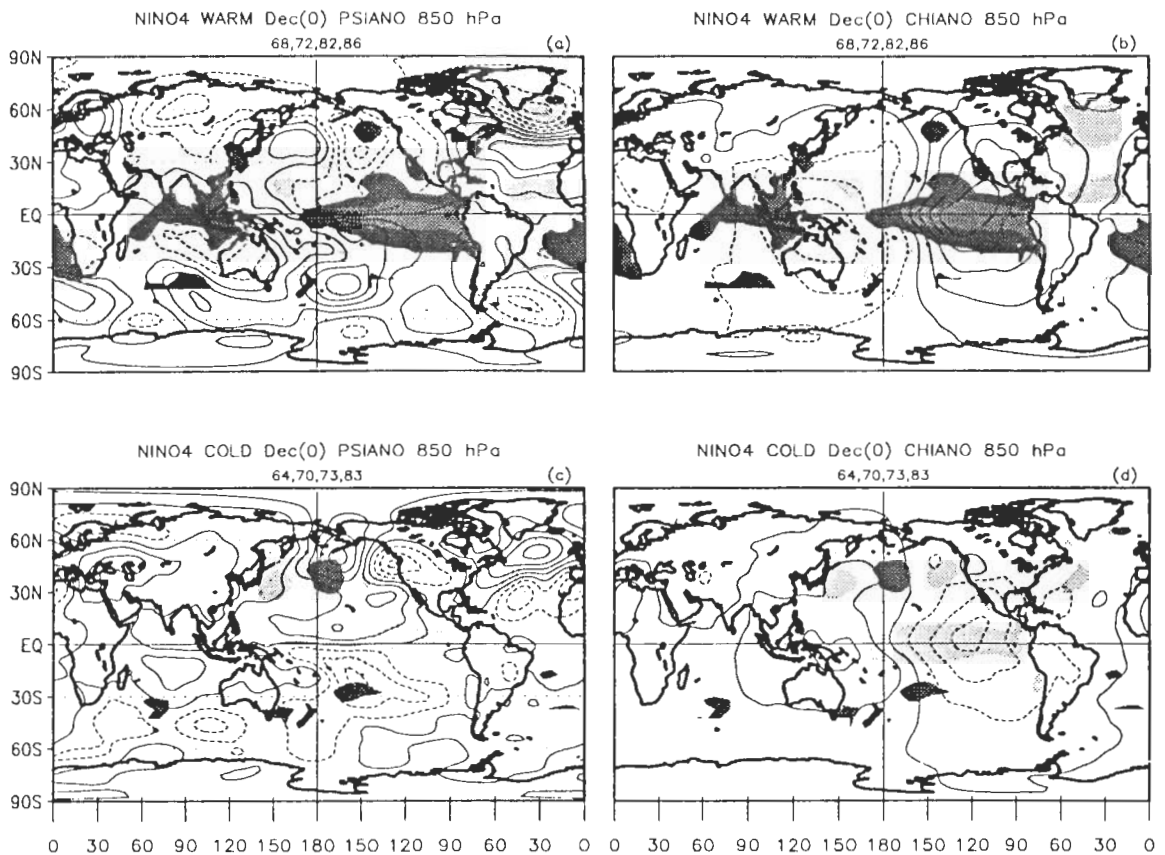 NINO4 WARM Dec(0) PSIANO 850 hPa
68,72,82,86
(a)
90N
60N
30N
EQ
30S
60S
90S
NINO4 WARM Dec(0) CHIANO 850 hPa
68,72,82,86
(b)
NINO4 COLD Dec(0) PSIANO 850 hPa
64,70,73,83
(c)
90N
60N
30N
EQ
30S
60S
90S
0 30 60 90 120 150 180 150 120 90 60 30 0
NINO4 COLD Dec(0) CHIANO 850 hPa
64,70,73,83
(d)
0 30 60 90 120 150 180 150 120 90 60 30 0